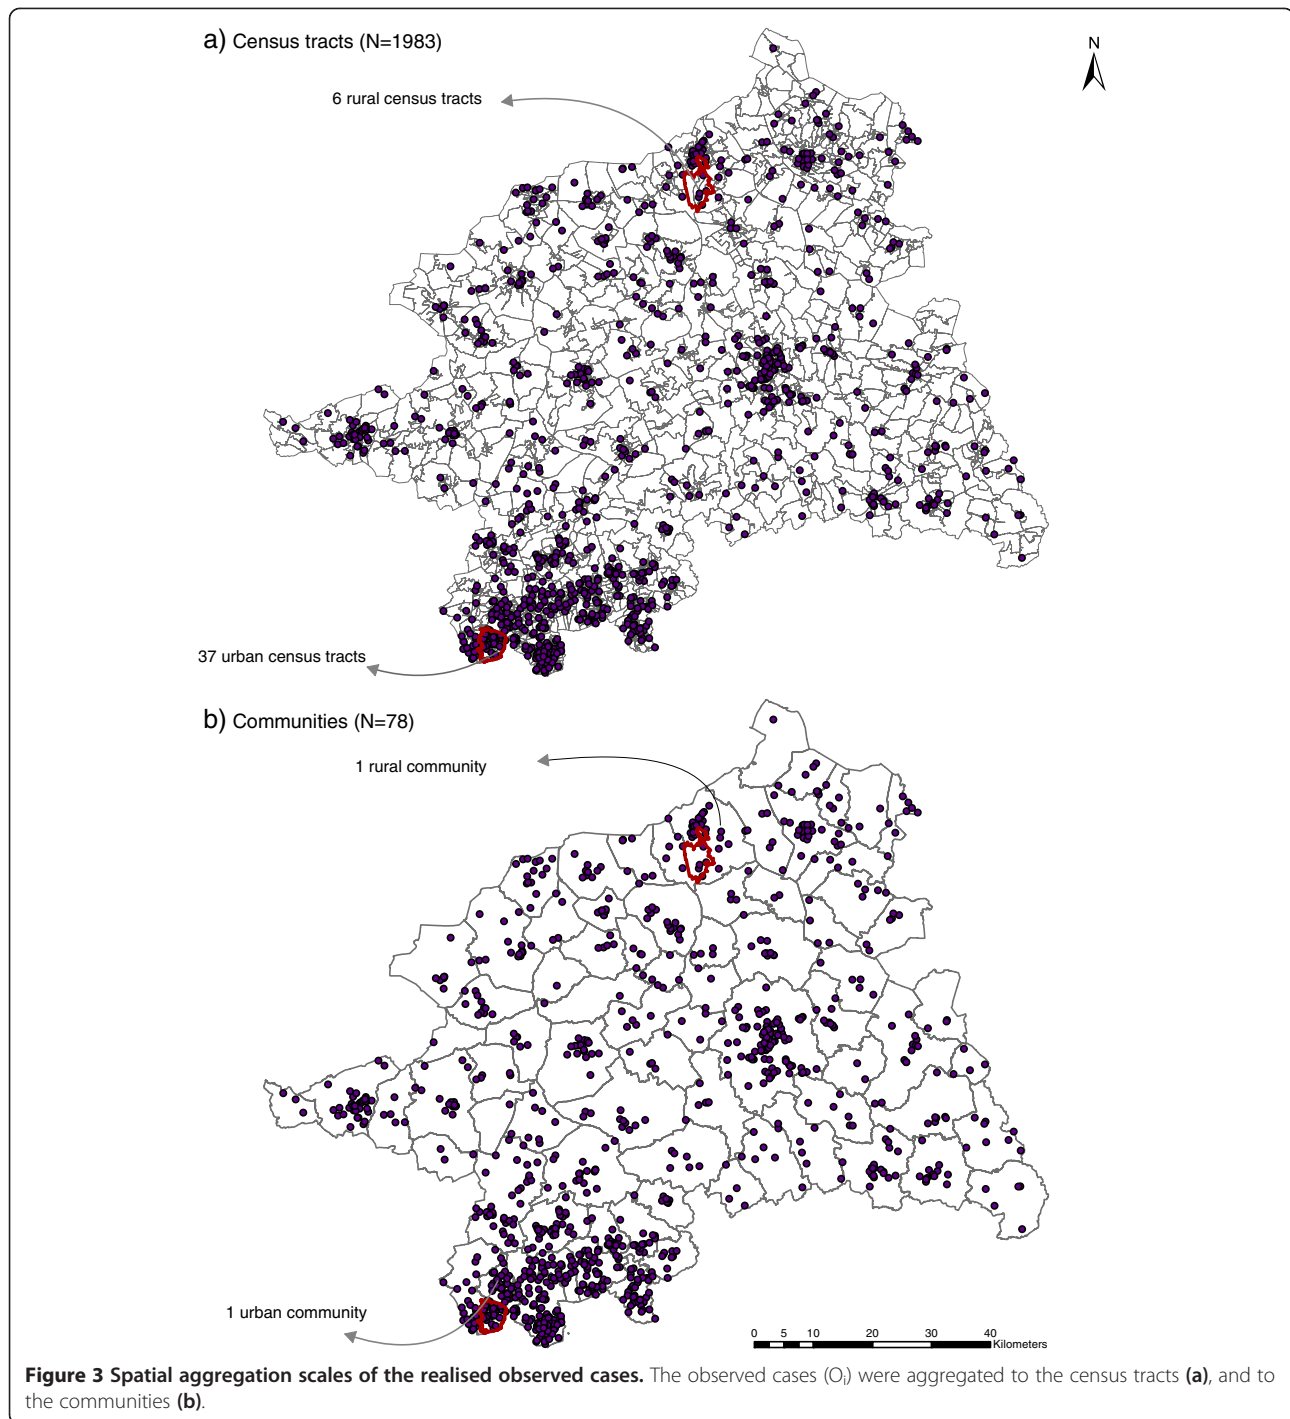 a) Census tracts (N=1983)
N
6 rural census tracts
37 urban census tracts
b) Communities (N=78)
1 rural community
1 urban community
0 5 10 20 30 40
Kilometers
Figure 3 Spatial aggregation scales of the realised observed cases. The observed cases (Oi) were aggregated to the census tracts (a), and to
the communities (b).